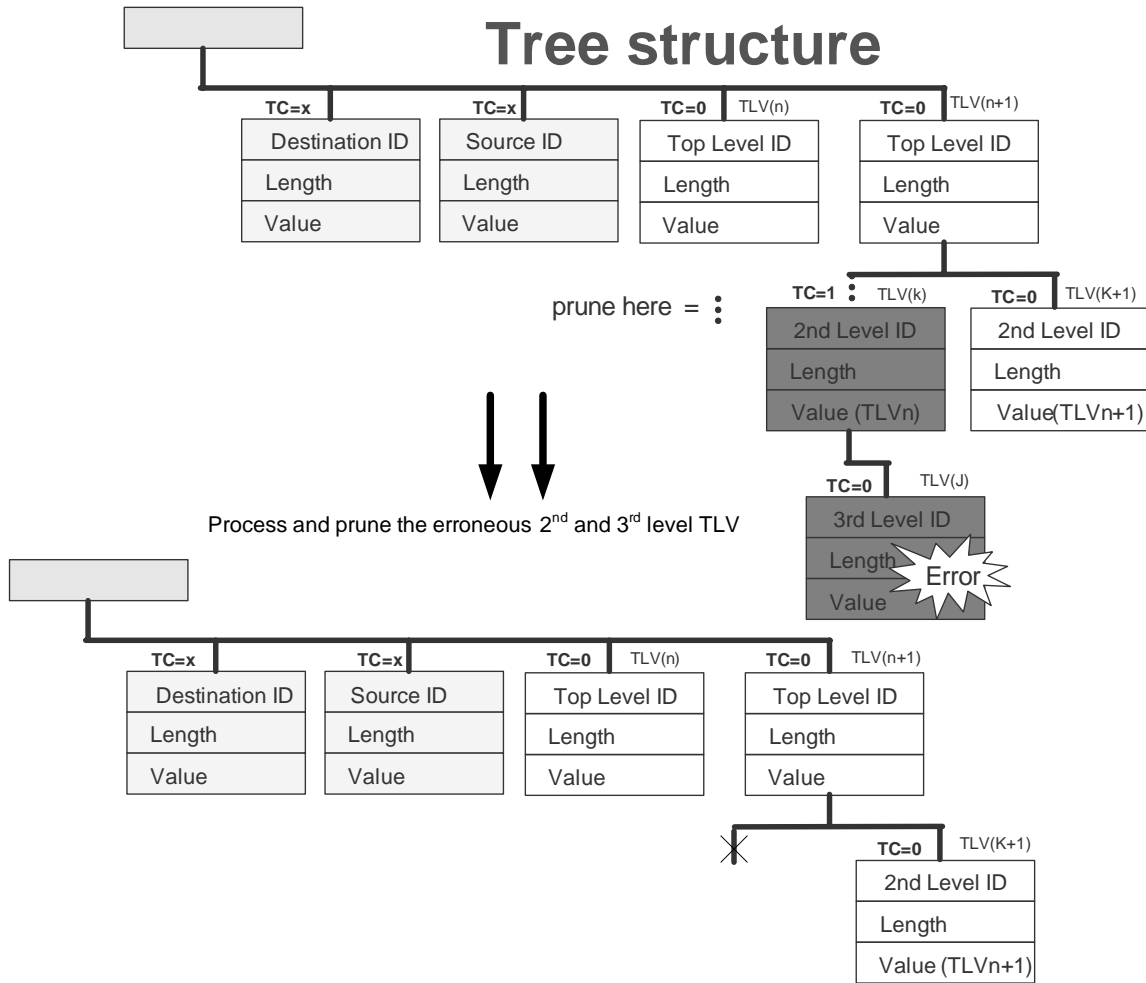 Tree structure
TC=x TC=x TC=0 TLV(n) TC=0 TLV(n+1)
Destination ID Source ID Top Level ID Top Level ID
Length Length Length Length
Value Value Value Value
prune here = TC=1 TLV(k) TC=0 TLV(K+1)
2nd Level ID 2nd Level ID
Length Length
Value (TLVn) Value(TLVn+1)
TC=0 TLV(J)
3rd Level ID
Length
Error
Value
Process and prune the erroneous 2nd and 3rd level TLV
TC=x TC=x TC=0 TLV(n) TC=0 TLV(n+1)
Destination ID Source ID Top Level ID Top Level ID
Length Length Length Length
Value Value Value Value
TC=0 TLV(K+1)
2nd Level ID
Length
Value (TLVn+1)